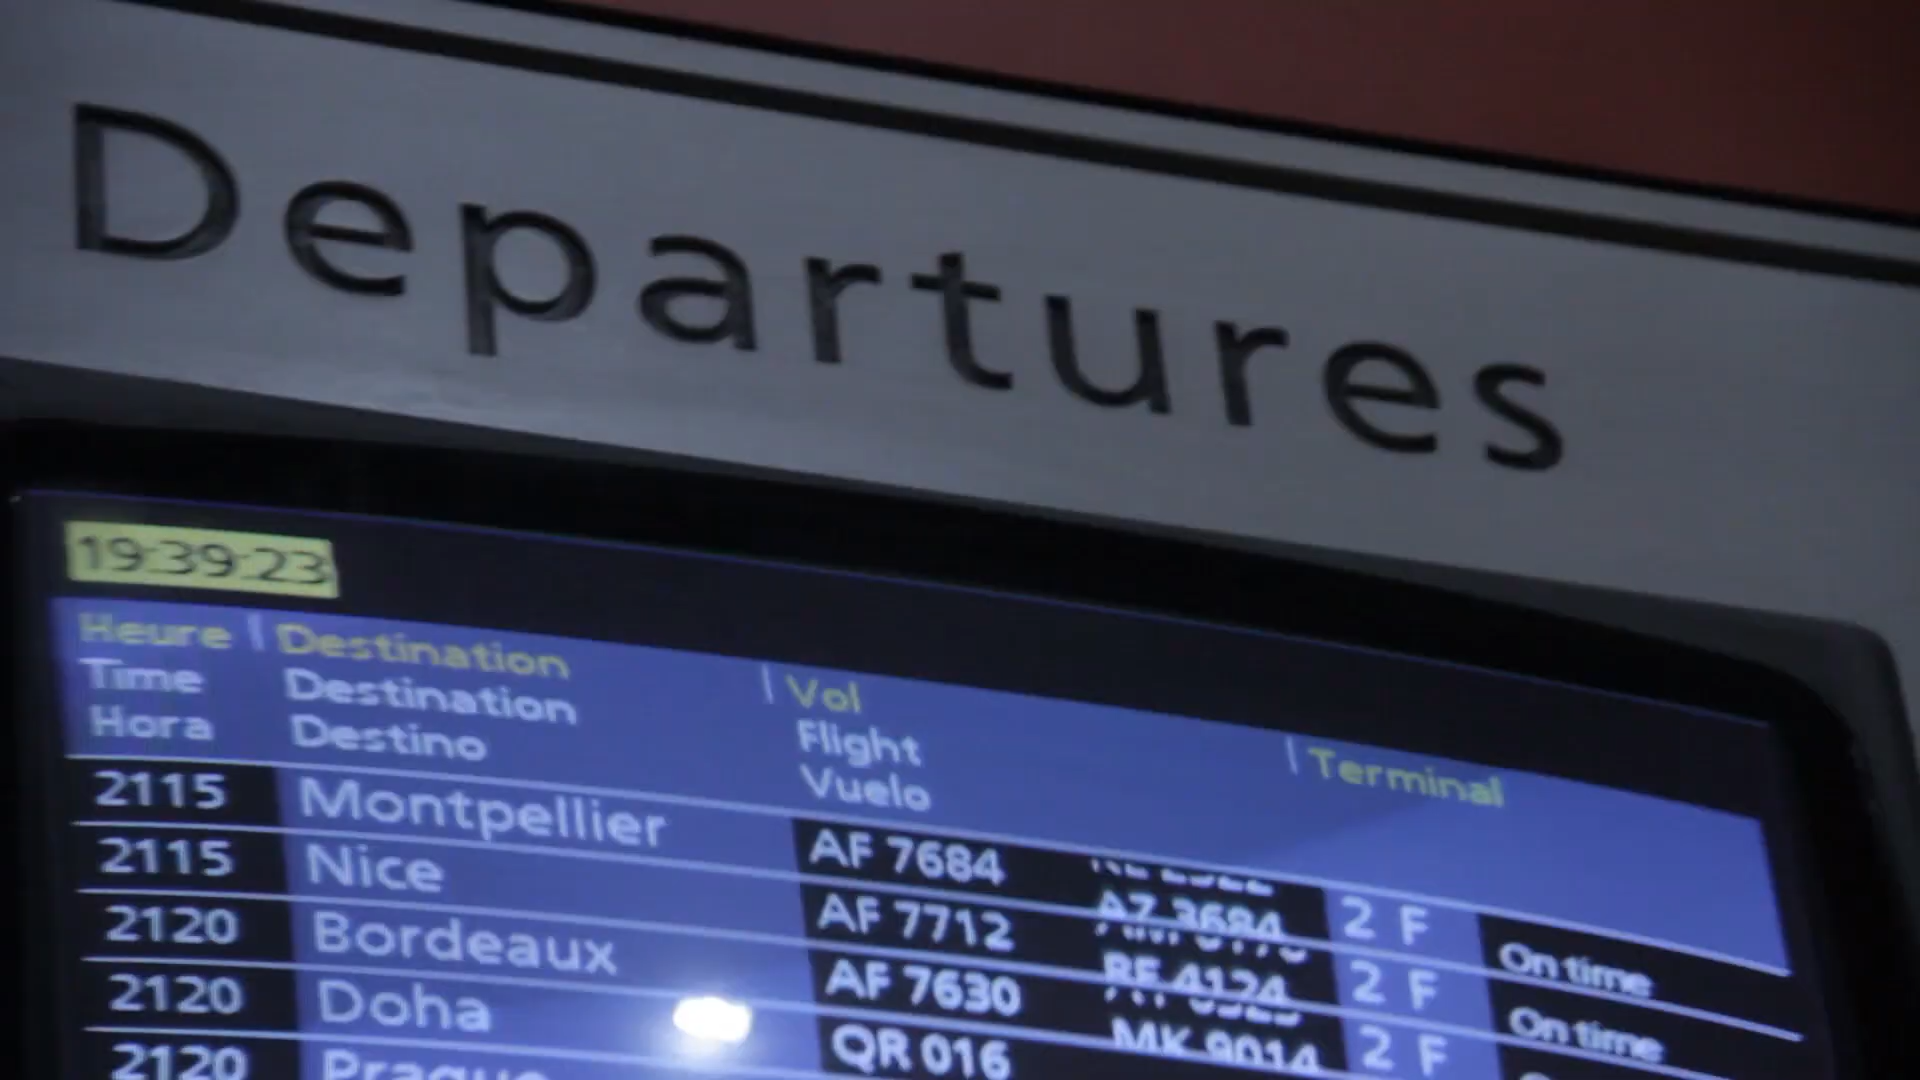 Departures
19:39:23
Heure Destination Vol Terminal
Time Destination Flight
Hora Destino Vuelo
2115 Montpellier AF 7684 2 F On time
2115 Nice AF 7712 AZ 3684 2 F On time
2120 Bordeaux AF 7630 RF 4124 2 F
2120 Doha QR 016 MK 9014
2120 Prague